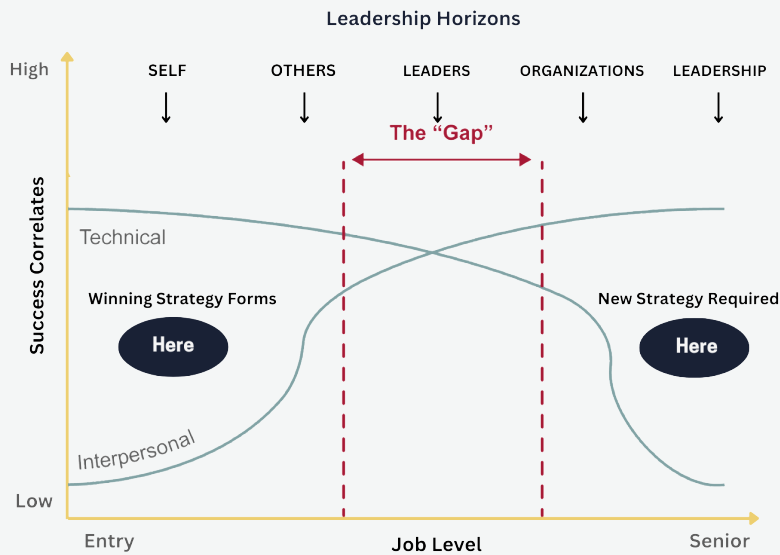 Leadership Horizons
High
SELF
OTHERS
LEADERS
ORGANIZATIONS
LEADERSHIP
The “Gap”
Success Correlates
Technical
Winning Strategy Forms
Here
New Strategy Required
Here
Interpersonal
Low
Entry
Job Level
Senior